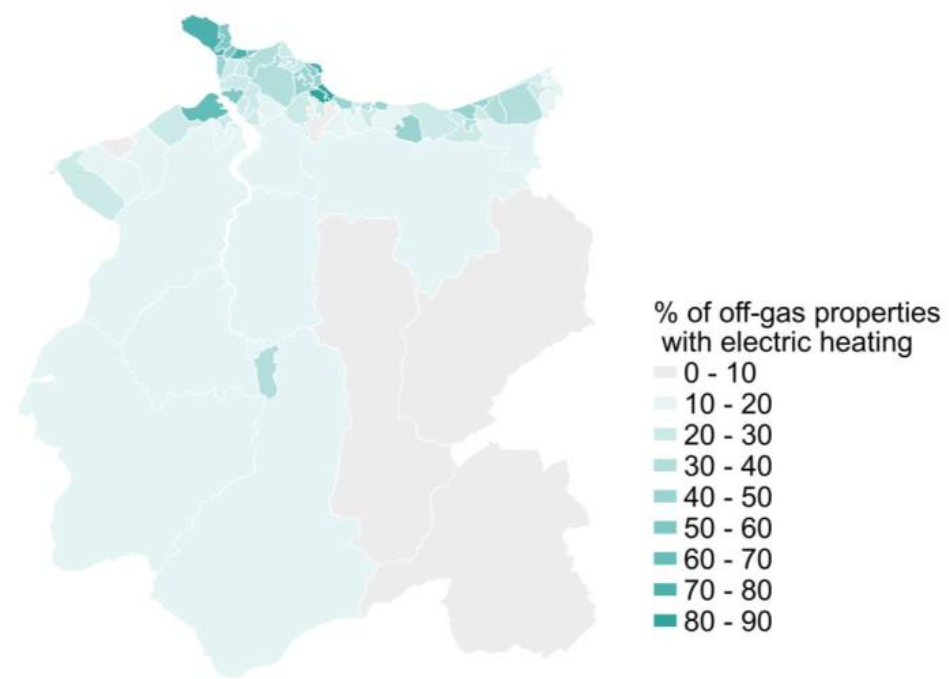 % of off-gas properties
with electric heating
0 - 10
10 - 20
20 - 30
30 - 40
40 - 50
50 - 60
60 - 70
70 - 80
80 - 90